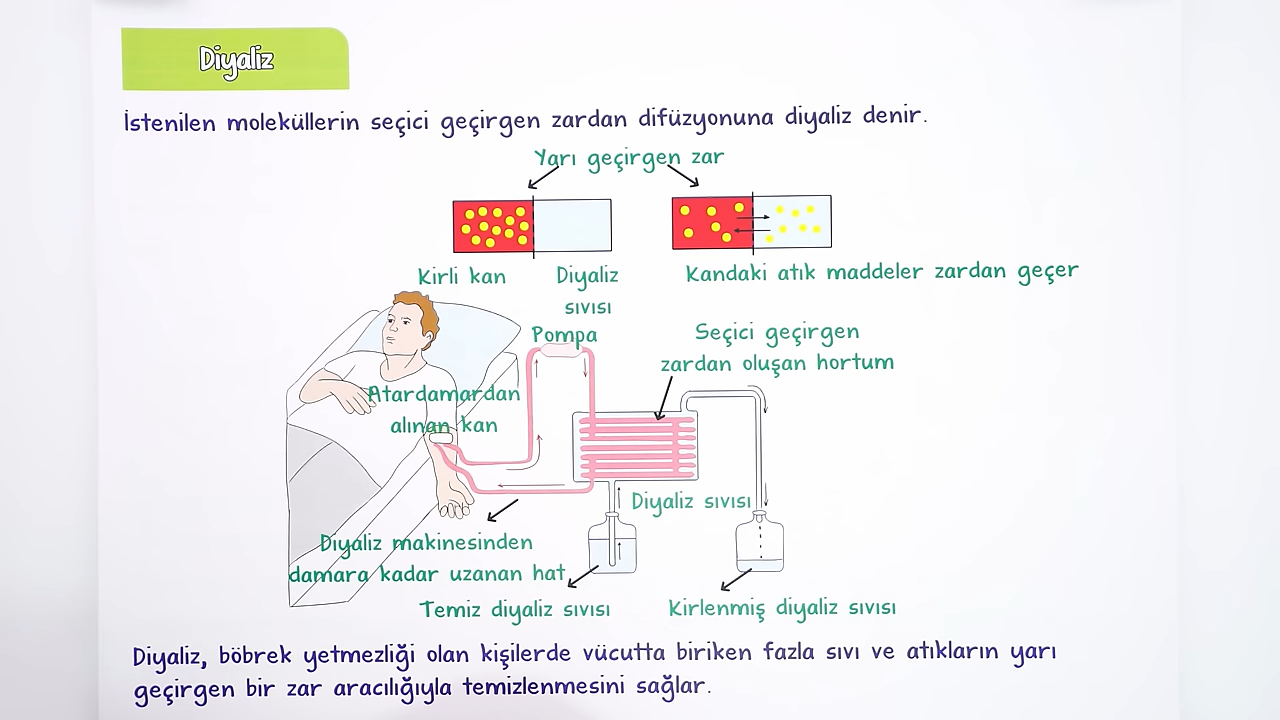 Diyaliz
İstenilen moleküllerin seçici geçirgen zardan difüzyonuna diyaliz denir.
Yarı geçirgen zar
Kirli kan
Diyaliz
sıvısı
Kandaki atık maddeler zardan geçer
Pompa
Seçici geçirgen
zardan oluşan hortum
Atardamardan
alınan kan
Diyaliz sıvısı
Diyaliz makinesinden
damara kadar uzanan hat
Temiz diyaliz sıvısı
Kirlenmiş diyaliz sıvısı
Diyaliz, böbrek yetmezliği olan kişilerde vücutta biriken fazla sıvı ve atıkların yarı
geçirgen bir zar aracılığıyla temizlenmesini sağlar.